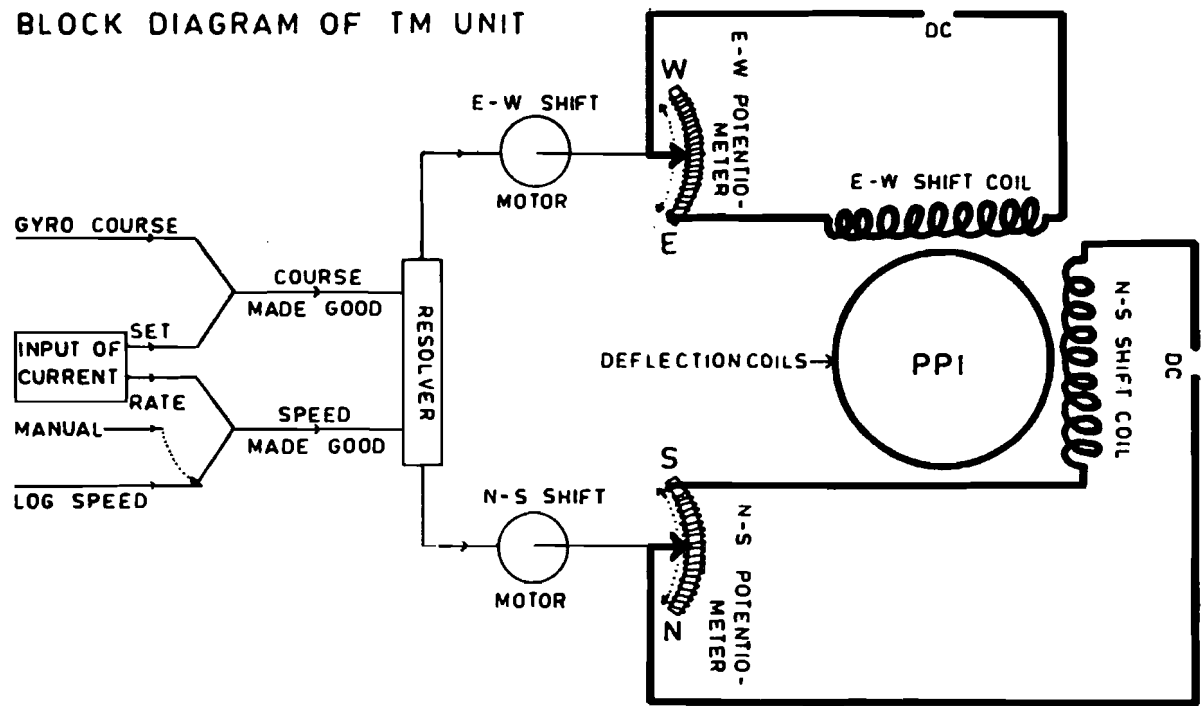 BLOCK DIAGRAM OF TM UNIT
DC
E-W SHIFT
MOTOR
W
E
E-W POTENTIO-
METER
E-W SHIFT COIL
GYRO COURSE
COURSE
MADE GOOD
SET
INPUT OF
CURRENT
RATE
MANUAL
LOG SPEED
SPEED
MADE GOOD
RESOLVER
DEFLECTION COILS
PPI
N-S SHIFT COIL
DC
N-S SHIFT
MOTOR
S
N
N-S POTENTIO-
METER